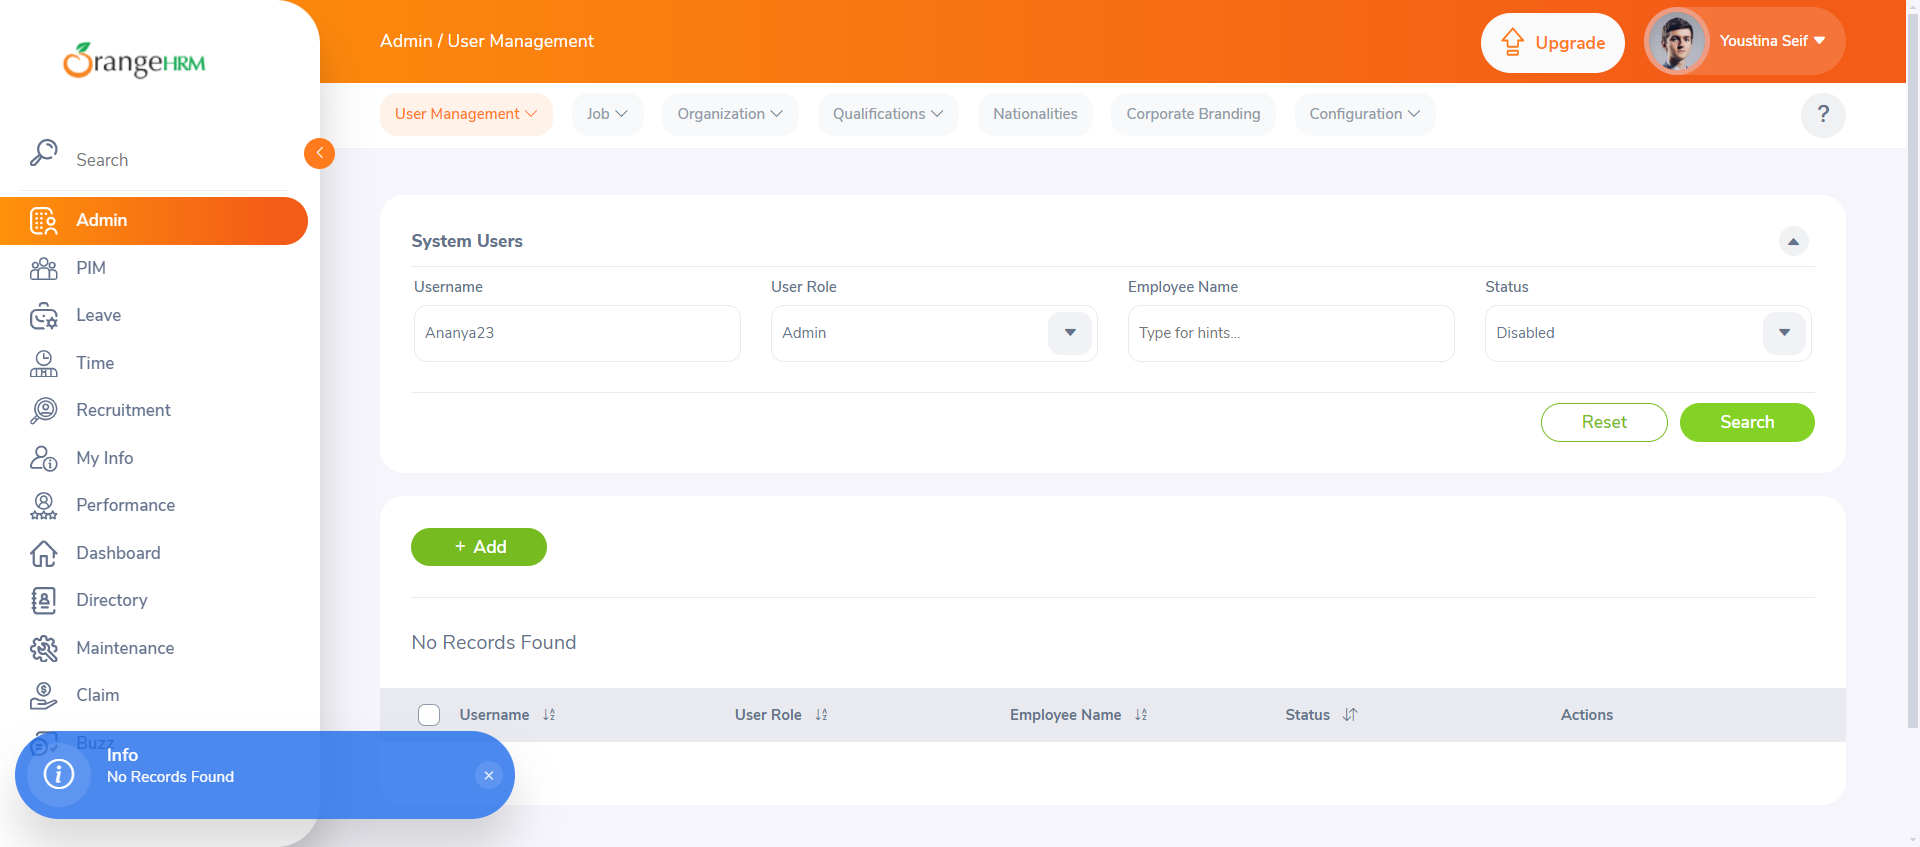 OrangeHRM
Search
Admin
PIM
Leave
Time
Recruitment
My Info
Performance
Dashboard
Directory
Maintenance
Claim
Buzz
Admin / User Management
Upgrade
Youstina Seif
User Management
Job
Organization
Qualifications
Nationalities
Corporate Branding
Configuration
?
System Users
Username
User Role
Employee Name
Status
Ananya23
Admin
Type for hints...
Disabled
Reset
Search
+ Add
No Records Found
Username
User Role
Employee Name
Status
Actions
Info
No Records Found